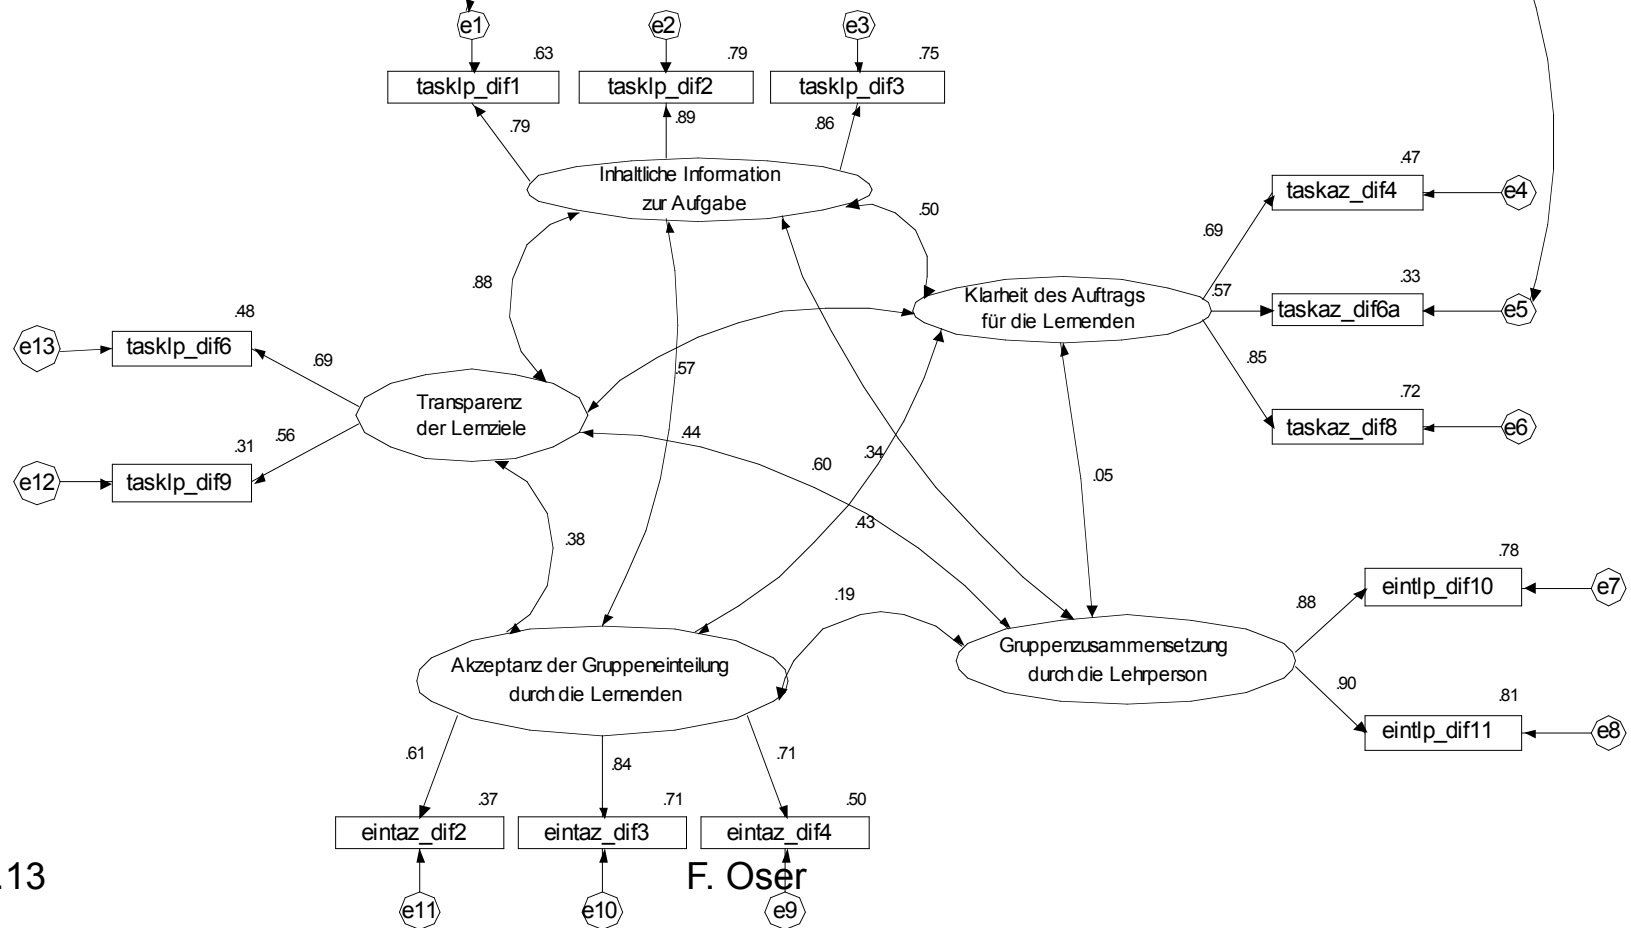 e1
e2
e3
.63
.79
.75
tasklp_dif1
tasklp_dif2
tasklp_dif3
.79
.89
.86
Inhaltliche Information
zur Aufgabe
.47
taskaz_dif4
e4
.50
.69
.88
Klarheit des Auftrags
für die Lernenden
.57
.33
taskaz_dif6a
e5
.48
e13
tasklp_dif6
.69
.57
.85
.72
taskaz_dif8
e6
Transparenz
der Lernziele
.31
.56
e12
tasklp_dif9
.44
.34
.60
.05
.43
.38
.19
.78
eintlp_dif10
e7
.88
Akzeptanz der Gruppeneinteilung
durch die Lernenden
Gruppenzusammensetzung
durch die Lehrperson
.90
.81
eintlp_dif11
e8
.61
.84
.71
.37
.71
.50
eintaz_dif2
eintaz_dif3
eintaz_dif4
.13
F. Oser
e11
e10
e9